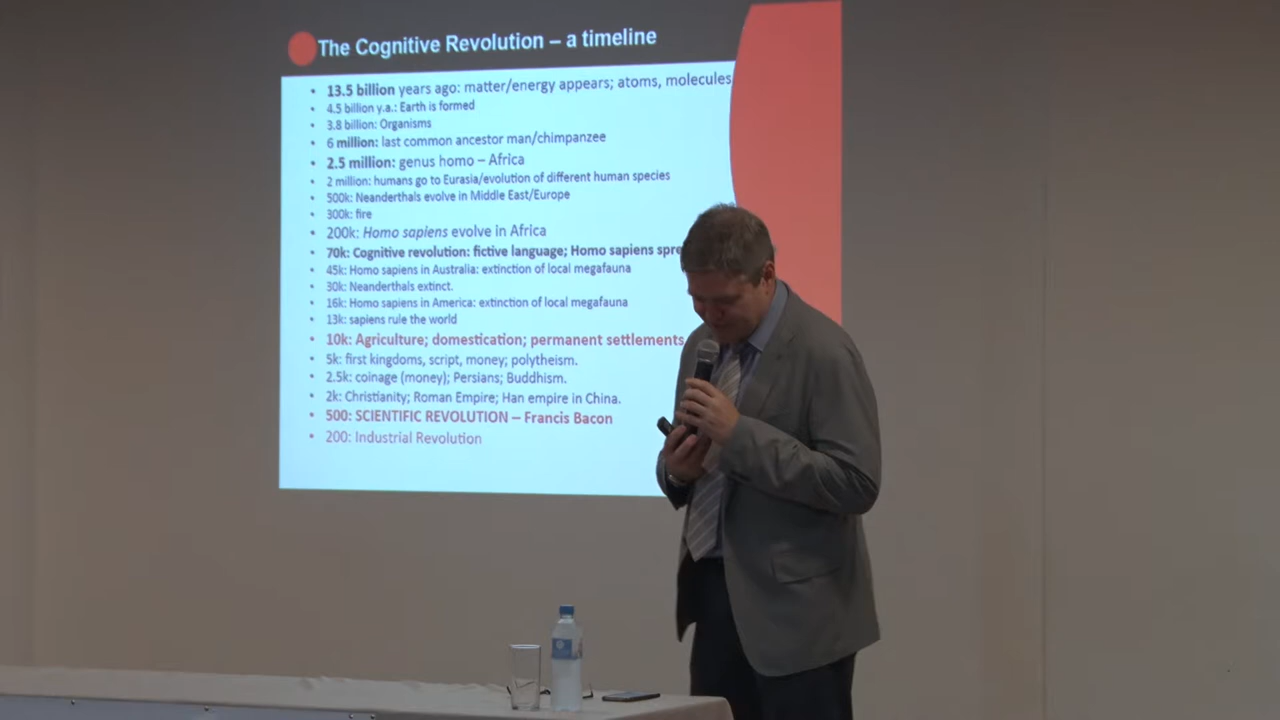 The Cognitive Revolution – a timeline
• 13.5 billion years ago: matter/energy appears; atoms, molecules
• 4.5 billion y.a.: Earth is formed
• 3.8 billion: Organisms
• 6 million: last common ancestor man/chimpanzee
• 2.5 million: genus homo – Africa
• 2 million: humans go to Eurasia/evolution of different human species
• 500k: Neanderthals evolve in Middle East/Europe
• 300k: fire
• 200k: Homo sapiens evolve in Africa
• 70k: Cognitive revolution: fictive language; Homo sapiens spre
• 45k: Homo sapiens in Australia: extinction of local megafauna
• 30k: Neanderthals extinct.
• 16k: Homo sapiens in America: extinction of local megafauna
• 13k: sapiens rule the world
• 10k: Agriculture; domestication; permanent settlements
• 5k: first kingdoms, script, money; polytheism.
• 2.5k: coinage (money); Persians; Buddhism.
• 2k: Christianity; Roman Empire; Han empire in China.
• 500: SCIENTIFIC REVOLUTION – Francis Bacon
• 200: Industrial Revolution